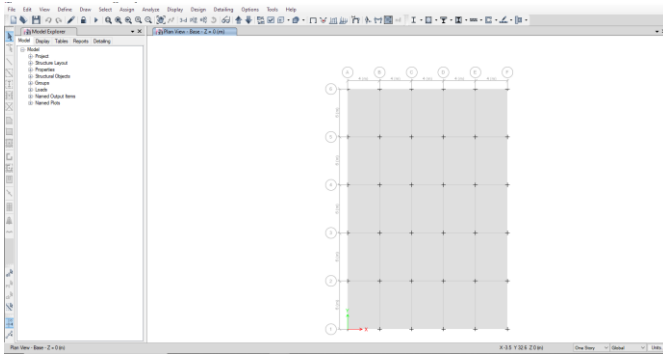 File Edit View Define Draw Select Assign Analyze Display Design Detailing Options Tools Help
Model Explorer
Plan View - Base - Z = 0 (m)
Model Display Tables Reports Detailing
Model
Project
Structure Layout
Properties
Structural Objects
Groups
Loads
Named Output Items
Named Plots
A B C D E F
6
5
4
3
2
1
X
Plan View - Base - Z = 0 (m)
One Story Global Units